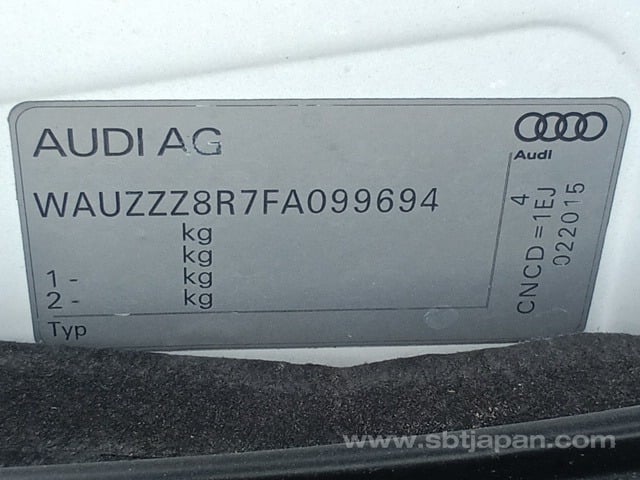 AUDI AG
Audi
WAUZZZ8R7FA099694
kg
kg
1 - kg
2 - kg
Typ
4
CNCD = 1EJ
022015
www.sbtjapan.com